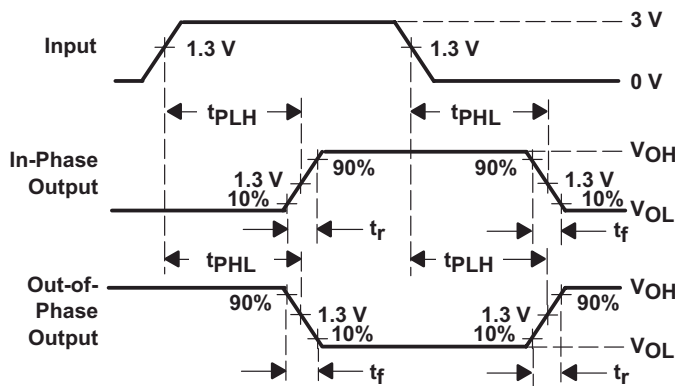 3 V
Input
1.3 V
1.3 V
0 V
tPLH
tPHL
In-Phase
Output
VOH
90%
90%
1.3 V
1.3 V
10%
10%
VOL
tr
tf
tPHL
tPLH
Out-of-
Phase
Output
VOH
90%
90%
1.3 V
1.3 V
10%
10%
VOL
tf
tr